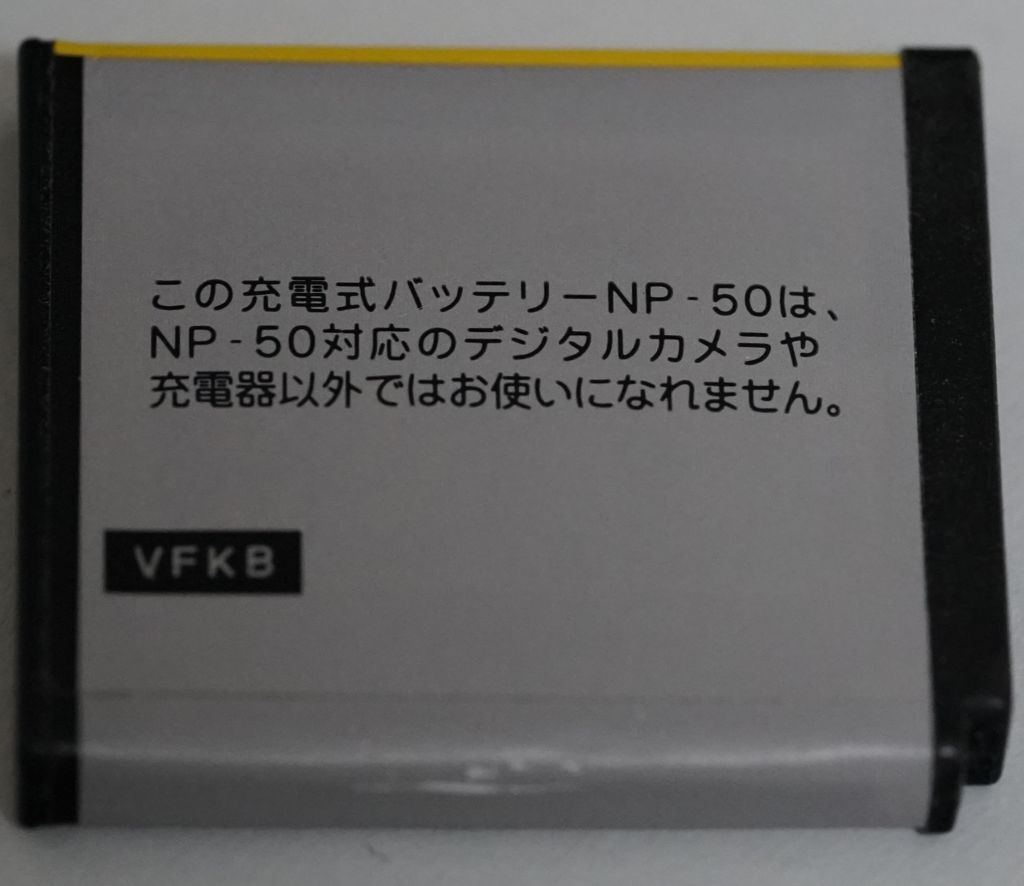 この充電式バッテリーNP-50は、
NP-50対応のデジタルカメラや
充電器以外ではお使いになれません。
VFKB